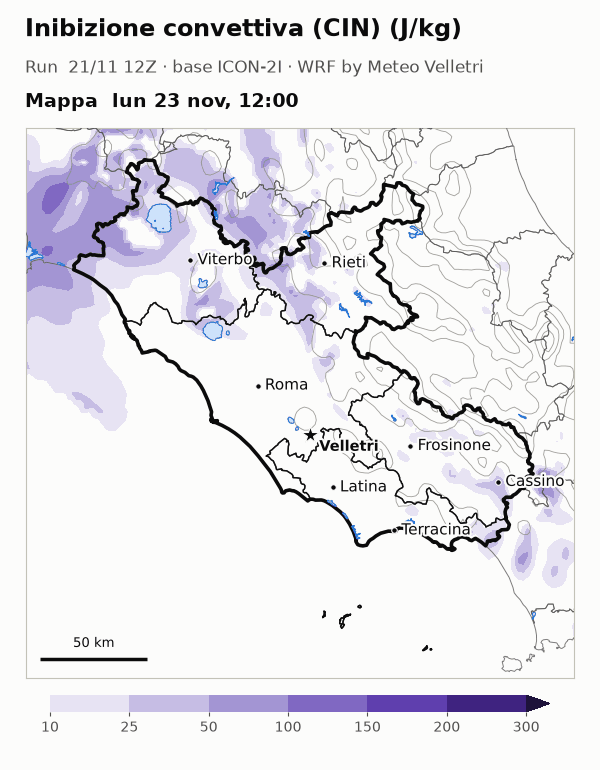 Inibizione convettiva (CIN) (J/kg)
Run  21/11 12Z · base ICON-2I · WRF by Meteo Velletri
Mappa  lun 23 nov, 12:00
Viterbo
Rieti
Roma
Velletri
Frosinone
Cassino
Latina
Terracina
50 km
10 25 50 100 150 200 300